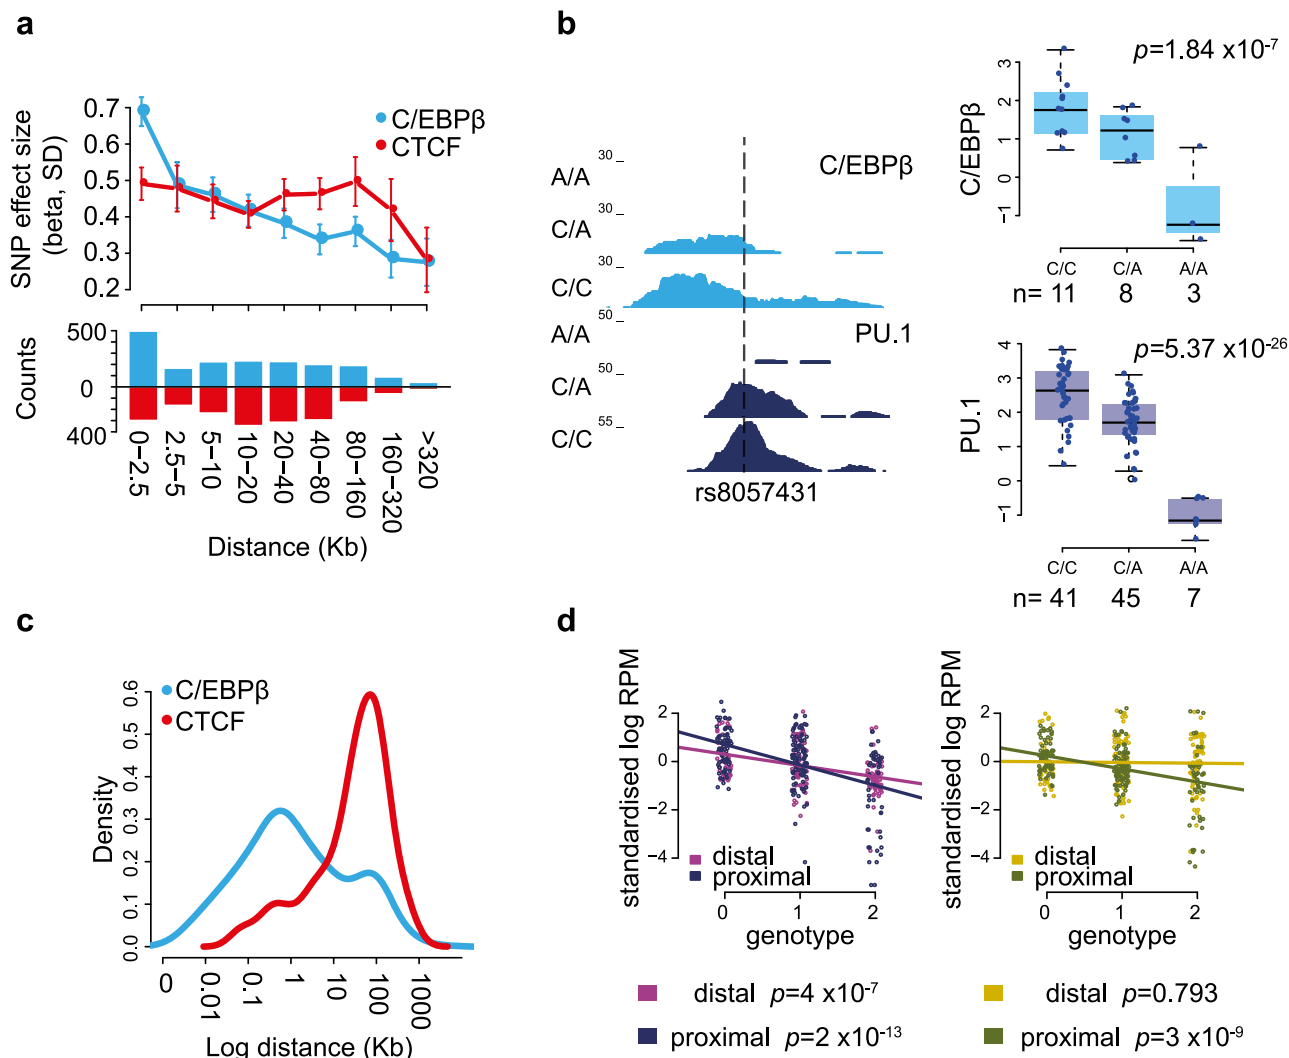 a
SNP effect size
(beta, SD)
0.7
0.6
0.5
0.4
0.3
0.2
C/EBPβ
CTCF
Counts
500
0
400
0−2.5
2.5−5
5−10
10−20
20−40
40−80
80−160
160−320
>320
Distance (Kb)
b
C/EBPβ
A/A
30
C/A
30
C/C
30
PU.1
A/A
50
C/A
50
C/C
55
rs8057431
p=1.84 x10-7
C/EBPβ
3
2
1
0
−1
C/C
C/A
A/A
n= 11
8
3
p=5.37 x10-26
PU.1
4
3
2
1
0
−1
C/C
C/A
A/A
n= 41
45
7
c
C/EBPβ
CTCF
Density
0.6
0.5
0.4
0.3
0.2
0.1
0.0
0
0.01
0.1
1
10
100
1000
Log distance (Kb)
d
standardised log RPM
2
0
−2
−4
distal
proximal
0
1
2
genotype
distal p=4 x10-7
proximal p=2 x10-13
standardised log RPM
2
0
−2
−4
distal
proximal
0
1
2
genotype
distal p=0.793
proximal p=3 x10-9